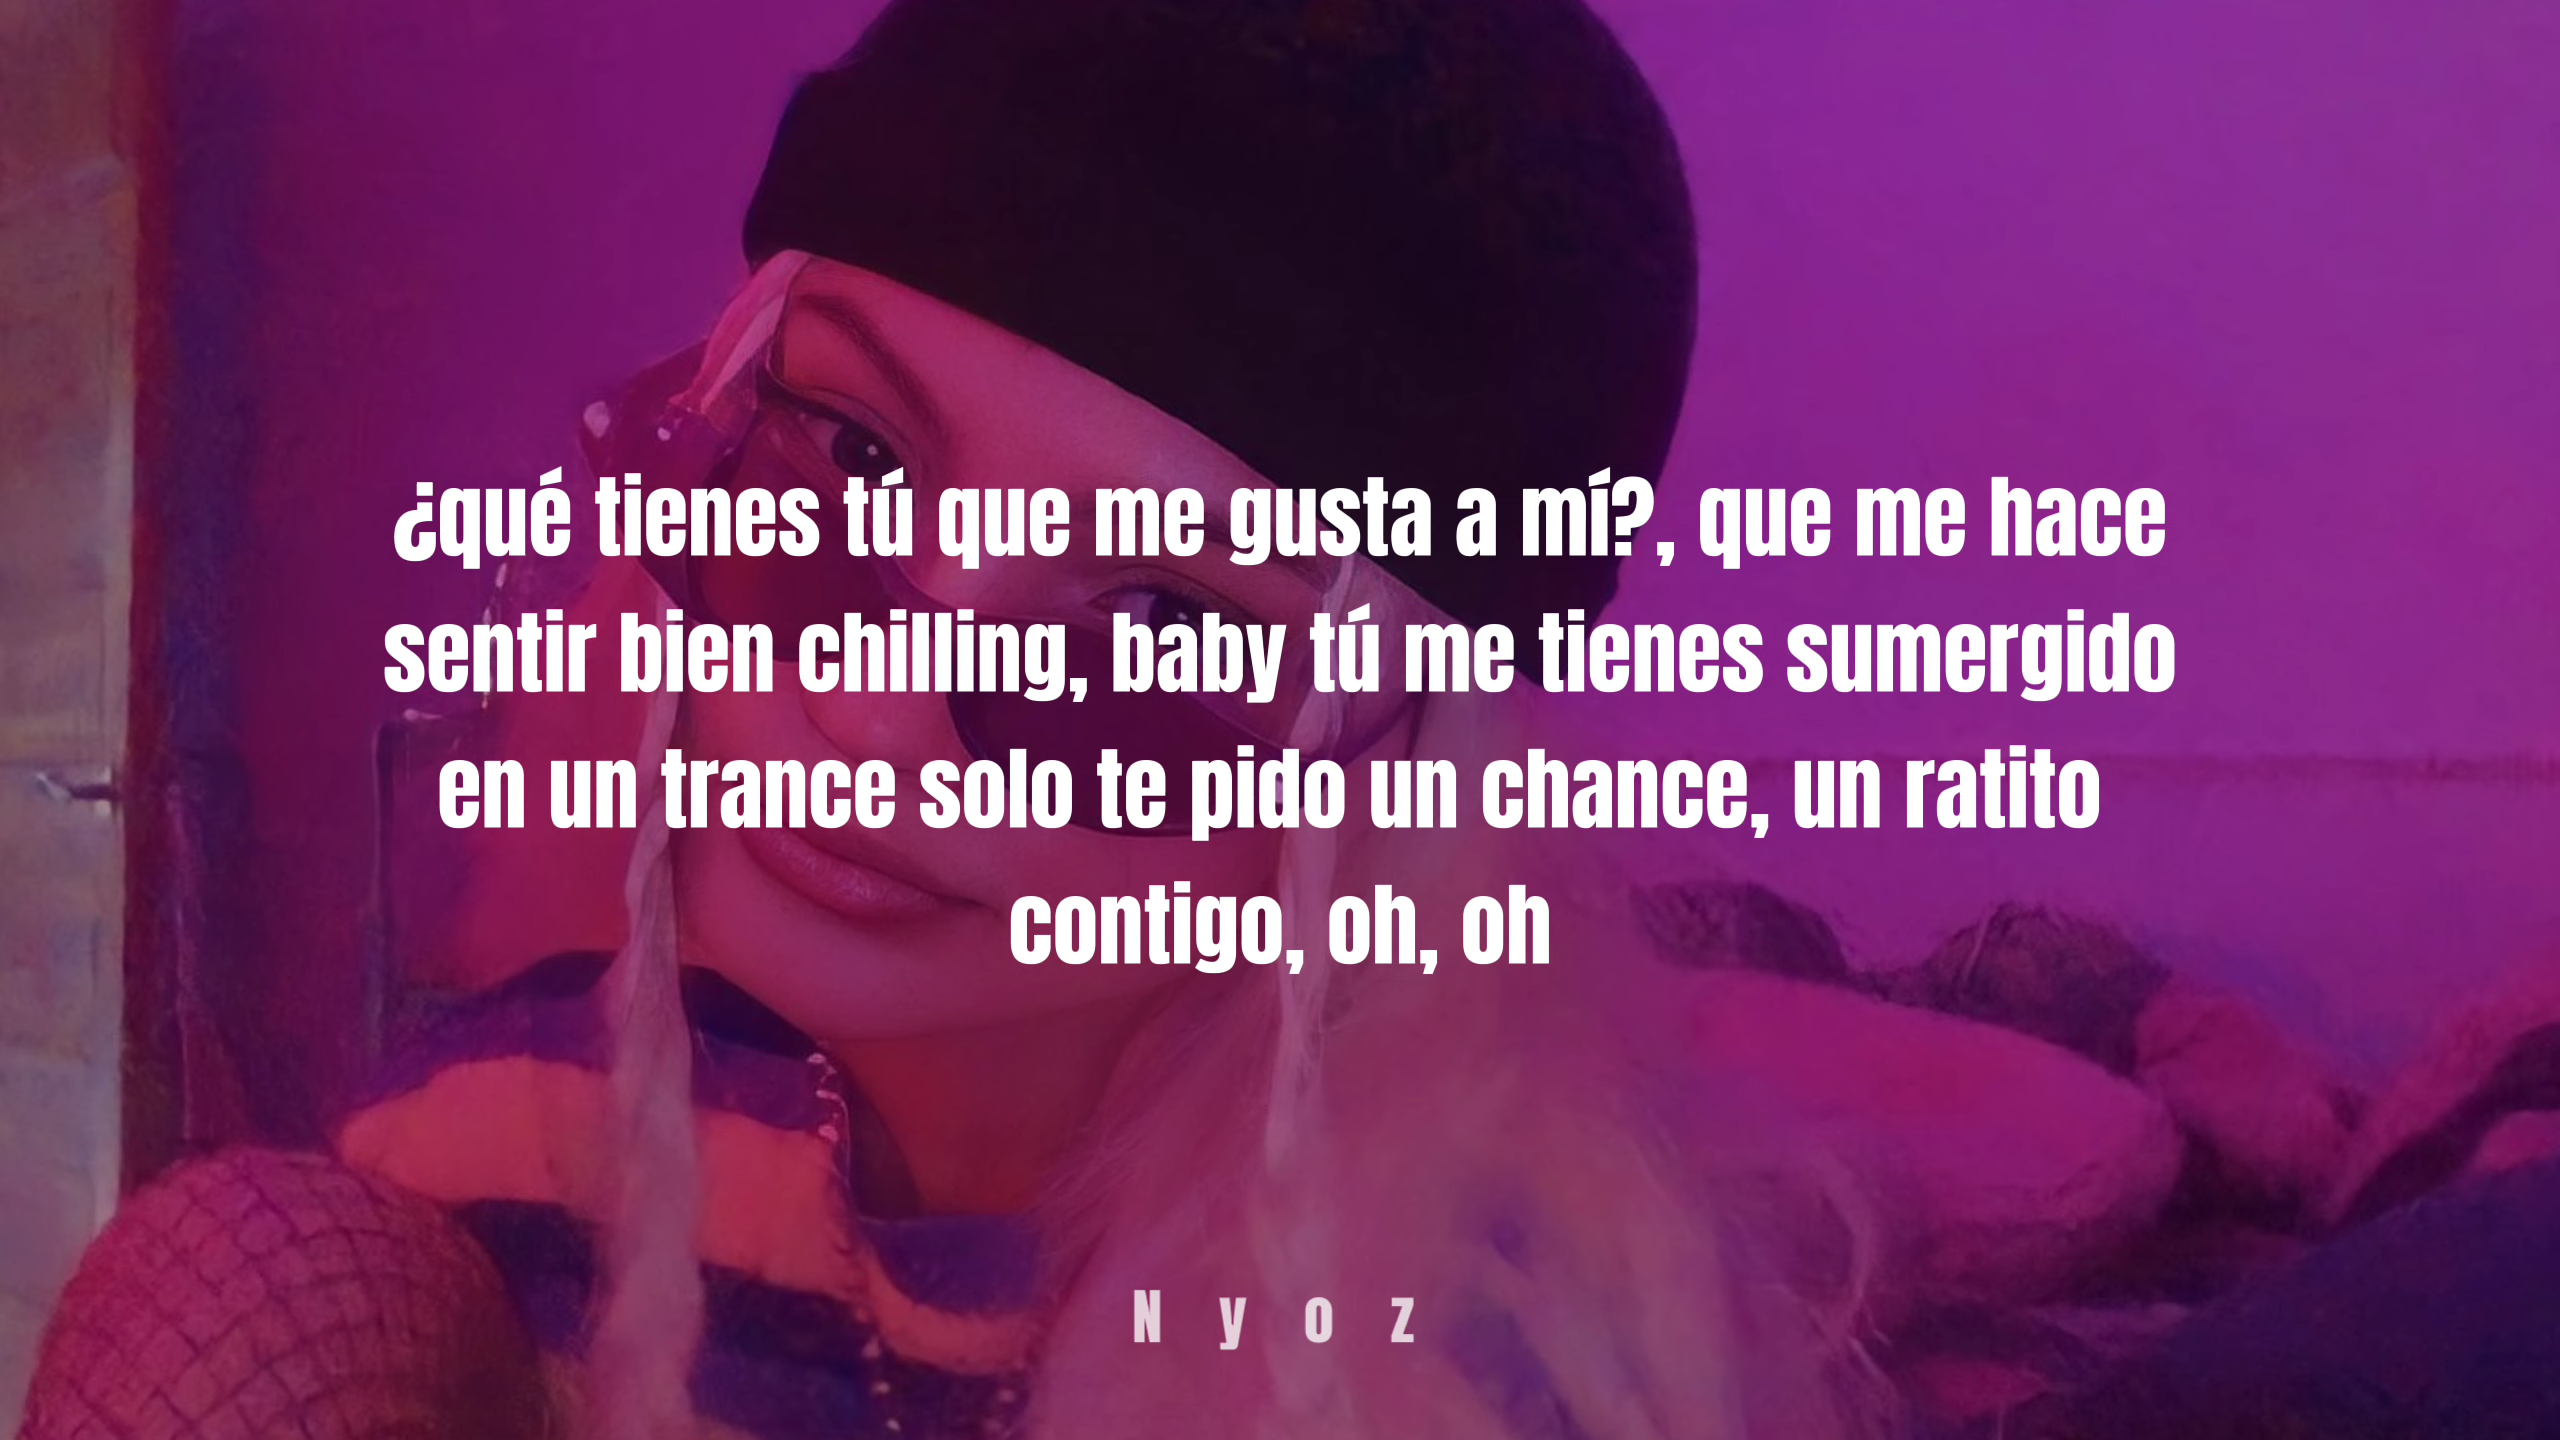 ¿qué tienes tú que me gusta a mí?, que me hace
sentir bien chilling, baby tú me tienes sumergido
en un trance solo te pido un chance, un ratito
contigo, oh, oh
Nyoz